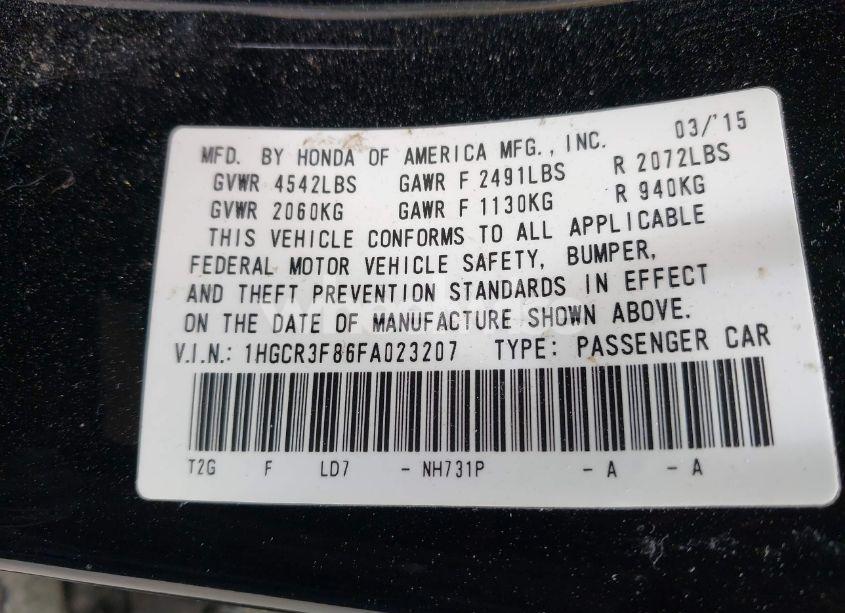 03/'15
MFD. BY HONDA OF AMERICA MFG., INC.
GVWR 4542LBS GAWR F 2491LBS R 2072LBS
GVWR 2060KG GAWR F 1130KG R 940KG
THIS VEHICLE CONFORMS TO ALL APPLICABLE
FEDERAL MOTOR VEHICLE SAFETY, BUMPER,
AND THEFT PREVENTION STANDARDS IN EFFECT
ON THE DATE OF MANUFACTURE SHOWN ABOVE.
V.I.N.: 1HGCR3F86FA023207 TYPE: PASSENGER CAR
T2G F LD7 - NH731P - A - A